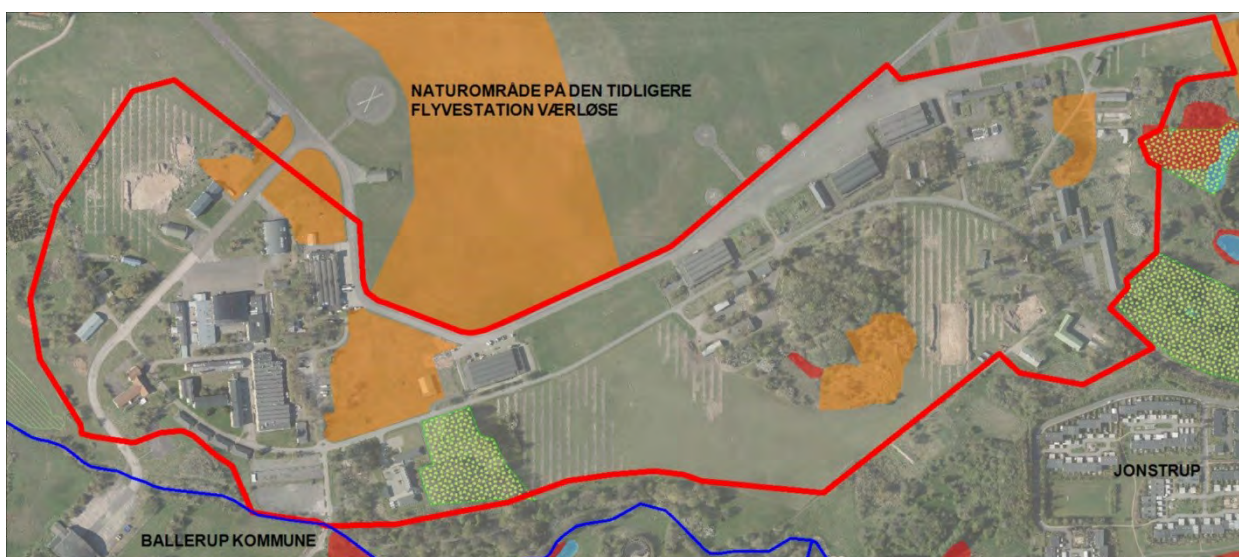 NATUROMRÅDE PÅ DEN TIDLIGERE
FLYVESTATION VÆRLØSE
JONSTRUP
BALLERUP KOMMUNE